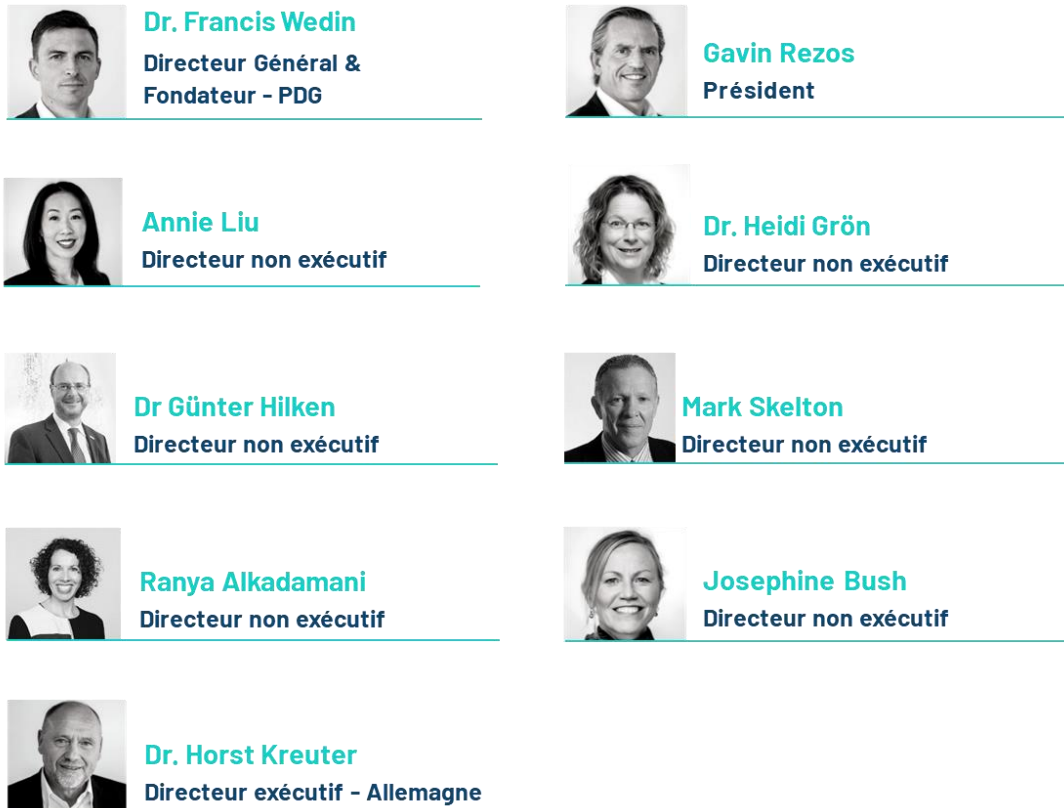 Dr. Francis Wedin
Directeur Général &
Fondateur - PDG
Gavin Rezos
Président
Annie Liu
Directeur non exécutif
Dr. Heidi Grön
Directeur non exécutif
Dr Günter Hilken
Directeur non exécutif
Mark Skelton
Directeur non exécutif
Ranya Alkadamani
Directeur non exécutif
Josephine Bush
Directeur non exécutif
Dr. Horst Kreuter
Directeur exécutif - Allemagne